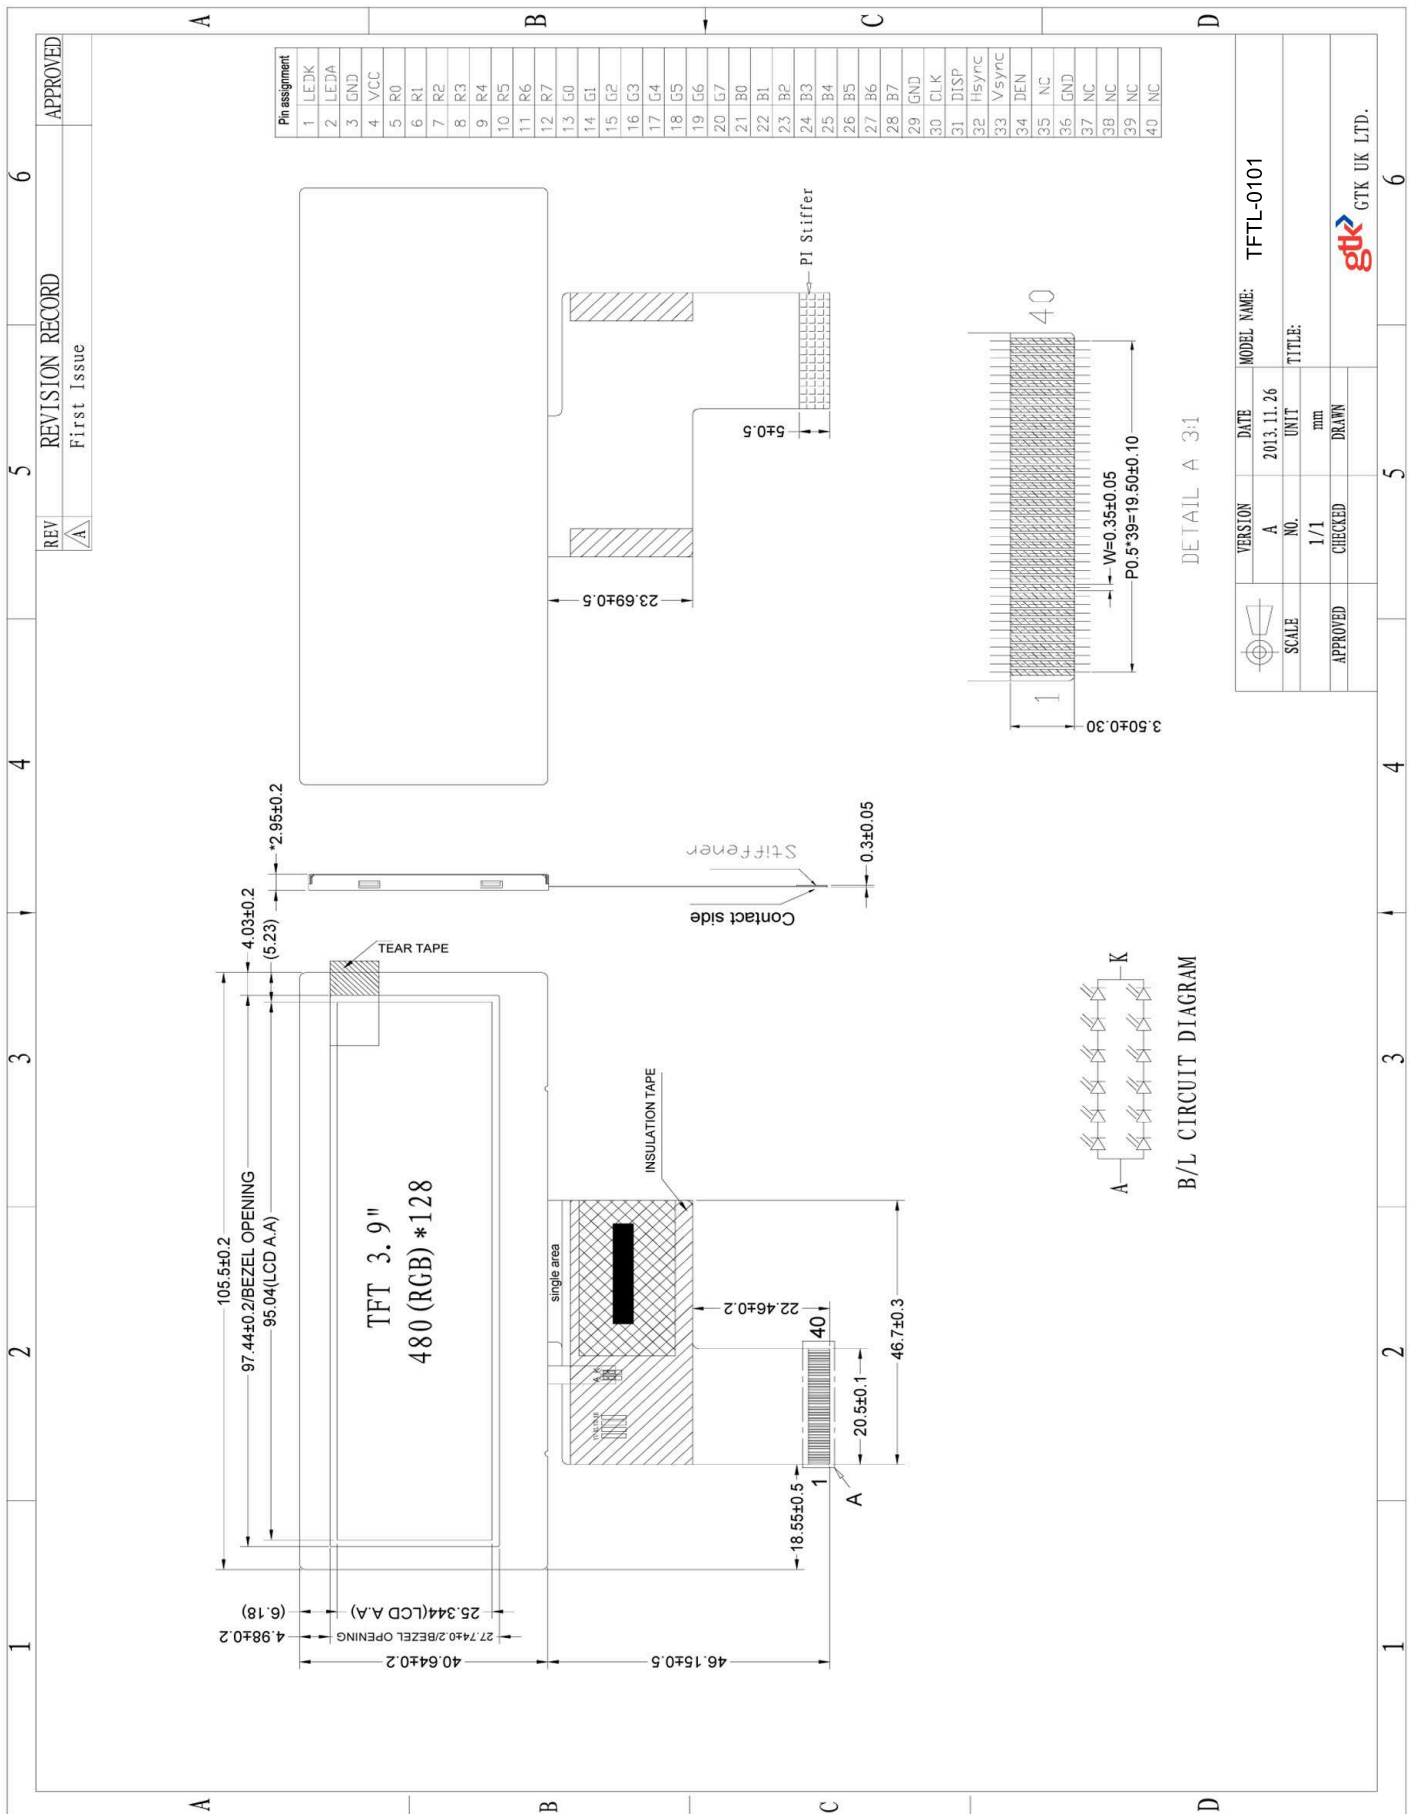 1
2
3
4
5
6
A
B
C
D
REV
REVISION RECORD
APPROVED
A
First Issue
105.5±0.2
97.44±0.2/BEZEL OPENING
95.04(LCD A.A)
4.03±0.2
(5.23)
*2.95±0.2
TEAR TAPE
TFT 3.9"
480 (RGB) *128
(6.18)
4.98±0.2
25.344(LCD A.A)
27.74±0.2/BEZEL OPENING
40.64±0.2
46.15±0.5
single area
INSULATION TAPE
A K
22.46±0.2
18.55±0.5
20.5±0.1
46.7±0.3
1
40
A
Contact side
Stiffener
0.3±0.05
23.69±0.5
5±0.5
PI Stiffer
Pin assignment
1 LEDK
2 LEDA
3 GND
4 VCC
5 R0
6 R1
7 R2
8 R3
9 R4
10 R5
11 R6
12 R7
13 G0
14 G1
15 G2
16 G3
17 G4
18 G5
19 G6
20 G7
21 B0
22 B1
23 B2
24 B3
25 B4
26 B5
27 B6
28 B7
29 GND
30 CLK
31 DISP
32 Hsync
33 Vsync
34 DEN
35 NC
36 GND
37 NC
38 NC
39 NC
40 NC
A
K
B/L CIRCUIT DIAGRAM
1
40
3.50±0.30
W=0.35±0.05
P0.5*39=19.50±0.10
DETAIL A 3:1
VERSION
DATE
MODEL NAME:
A
2013.11.26
TFTL-0101
SCALE
NO.
UNIT
TITLE:
1/1
mm
APPROVED
CHECKED
DRAWN
gtk
GTK UK LTD.
A
B
C
D
1
2
3
4
5
6